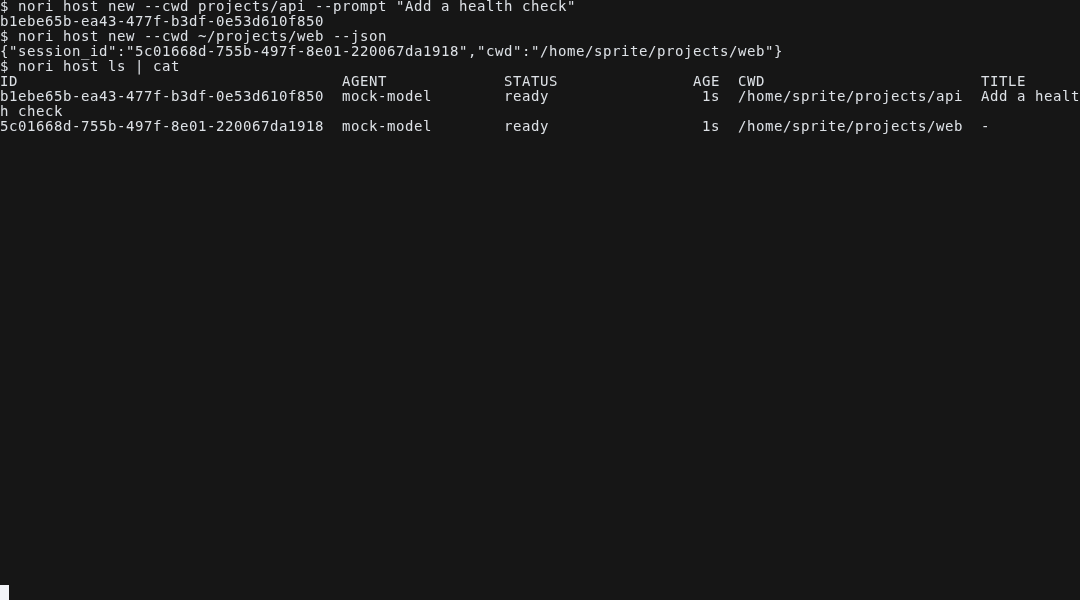 $ nori host new --cwd projects/api --prompt "Add a health check"
b1ebe65b-ea43-477f-b3df-0e53d610f850
$ nori host new --cwd ~/projects/web --json
{"session_id":"5c01668d-755b-497f-8e01-220067da1918","cwd":"/home/sprite/projects/web"}
$ nori host ls | cat
ID                                    AGENT             STATUS               AGE  CWD                        TITLE
b1ebe65b-ea43-477f-b3df-0e53d610f850  mock-model        ready                 1s  /home/sprite/projects/api  Add a healt
h check
5c01668d-755b-497f-8e01-220067da1918  mock-model        ready                 1s  /home/sprite/projects/web  -